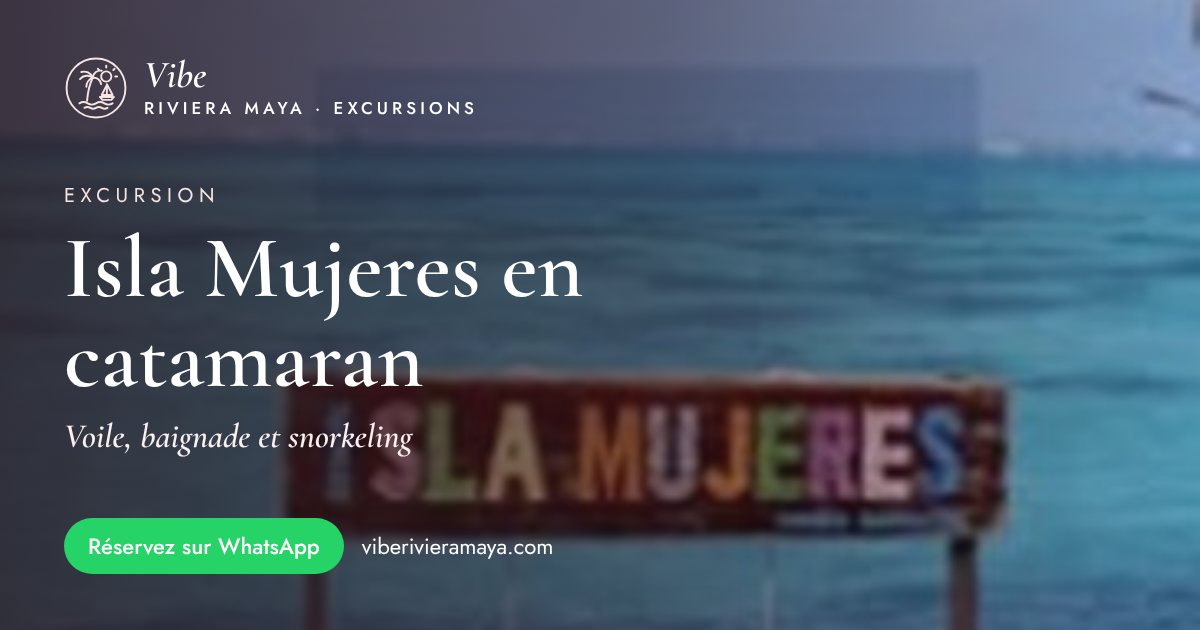 Vibe
RIVIERA MAYA · EXCURSIONS
EXCURSION
Isla Mujeres en
catamaran
Voile, baignade et snorkeling
ISLA MUJERES
Réservez sur WhatsApp
viberivieramaya.com